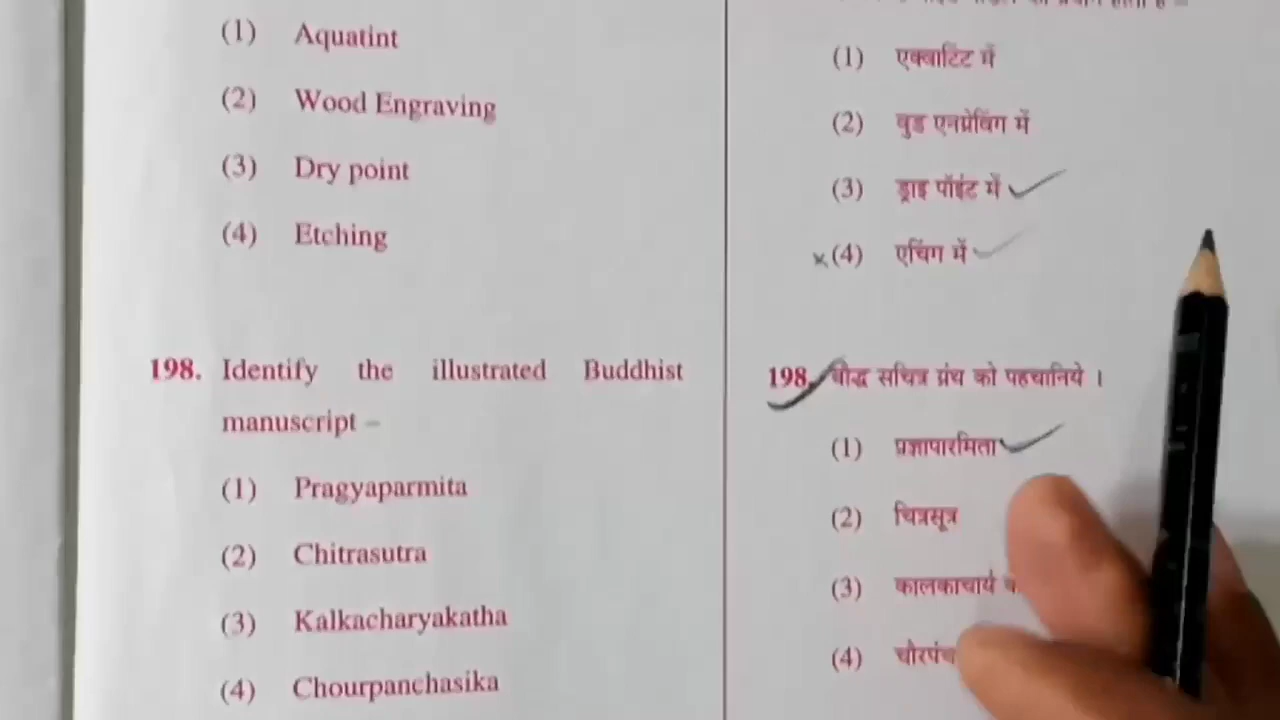 (1) Aquatint
(2) Wood Engraving
(3) Dry point
(4) Etching
198. Identify the illustrated Buddhist
manuscript –
(1) Pragyaparmita
(2) Chitrasutra
(3) Kalkacharyakatha
(4) Chourpanchasika
(1) एक्वाटिंट में
(2) वुड एनग्रेविंग में
(3) ड्राइ पॉइंट में
(4) एचिंग में
198. बौद्ध सचित्र ग्रंथ को पहचानिये ।
(1) प्रज्ञापारमिता
(2) चित्रसूत्र
(3) कालकाचार्य
(4)